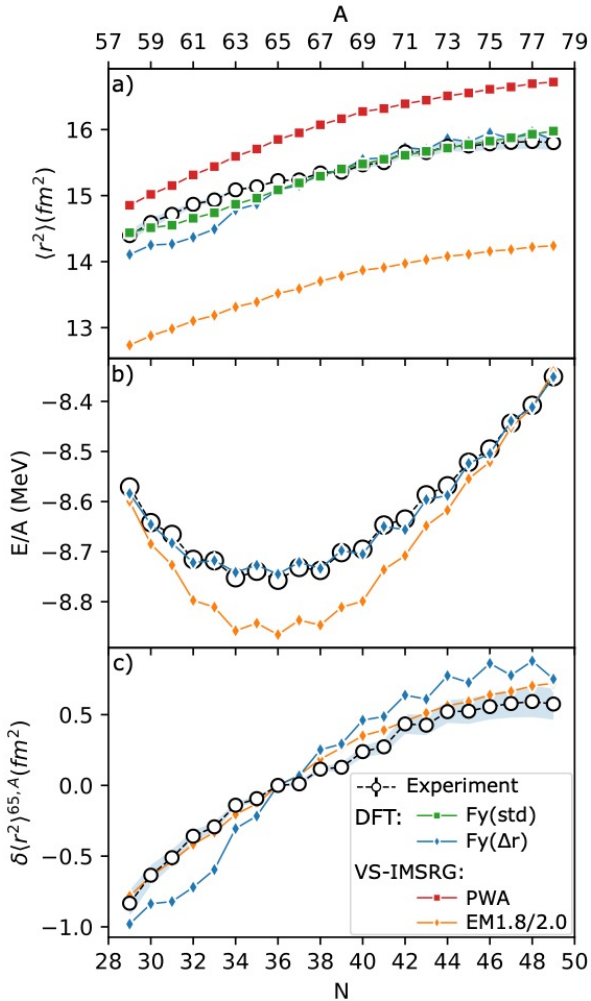 A
57 59 61 63 65 67 69 71 73 75 77 79
a)
16
15
14
13
⟨r²⟩(fm²)
b)
−8.4
−8.5
−8.6
−8.7
−8.8
E/A (MeV)
c)
0.5
0.0
−0.5
−1.0
δ⟨r²⟩⁶⁵,ᴬ(fm²)
Experiment
DFT: Fy(std)
Fy(Δr)
VS-IMSRG:
PWA
EM1.8/2.0
28 30 32 34 36 38 40 42 44 46 48 50
N